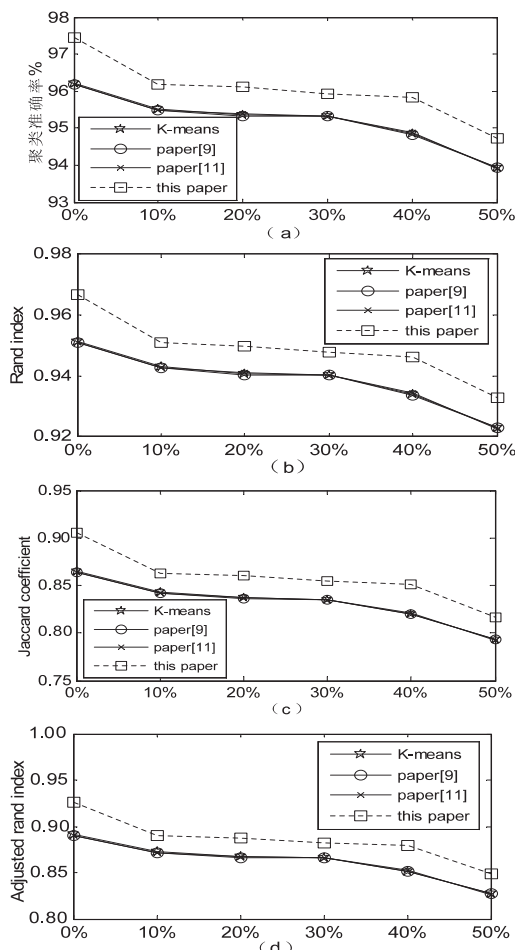 98
97
96
95
94
93
聚类准确率%
K-means
paper[9]
paper[11]
this paper
0% 10% 20% 30% 40% 50%
(a)
0.98
0.96
0.94
0.92
Rand index
K-means
paper[9]
paper[11]
this paper
0% 10% 20% 30% 40% 50%
(b)
0.95
0.90
0.85
0.80
0.75
Jaccard coefficient
K-means
paper[9]
paper[11]
this paper
0% 10% 20% 30% 40% 50%
(c)
1.00
0.95
0.90
0.85
0.80
Adjusted rand index
K-means
paper[9]
paper[11]
this paper
0% 10% 20% 30% 40% 50%
(d)